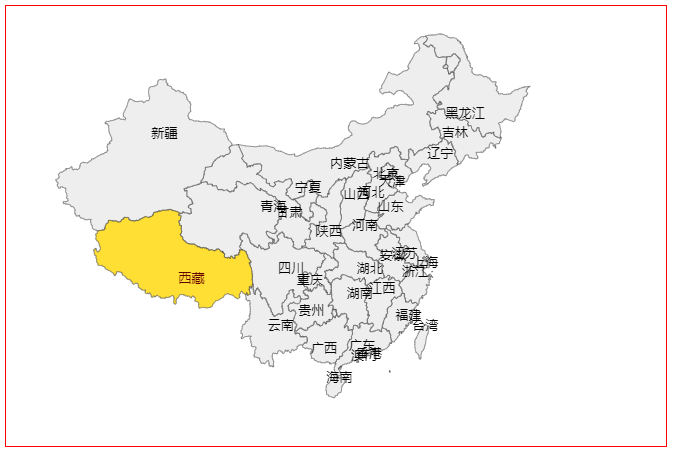 黑龙江
吉林
新疆
辽宁
内蒙古
北京
天津
宁夏
山西
河北
青海
甘肃
山东
陕西
河南
安徽
江苏
上海
四川
湖北
浙江
西藏
重庆
江西
湖南
贵州
福建
云南
台湾
广西
广东
香港
澳门
海南